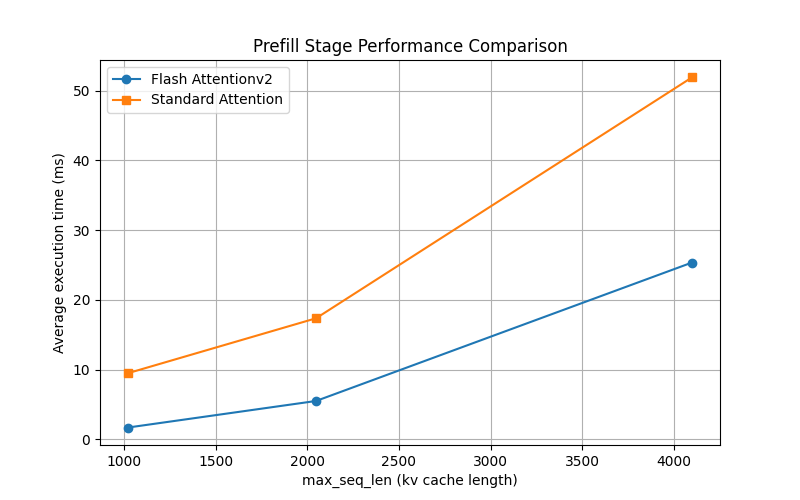 Prefill Stage Performance Comparison
Flash Attentionv2
Standard Attention
Average execution time (ms)
50
40
30
20
10
0
1000 1500 2000 2500 3000 3500 4000
max_seq_len (kv cache length)